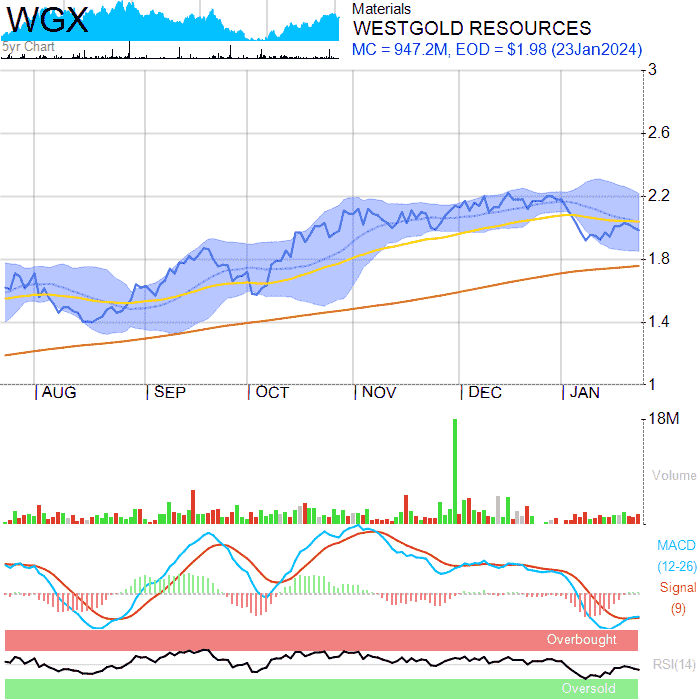 WGX
5yr Chart
Materials
WESTGOLD RESOURCES
MC = 947.2M, EOD = $1.98 (23Jan2024)
3
2.6
2.2
1.8
1.4
1
AUG SEP OCT NOV DEC JAN
18M
Volume
MACD
(12-26)
Signal
(9)
Overbought
RSI(14)
Oversold